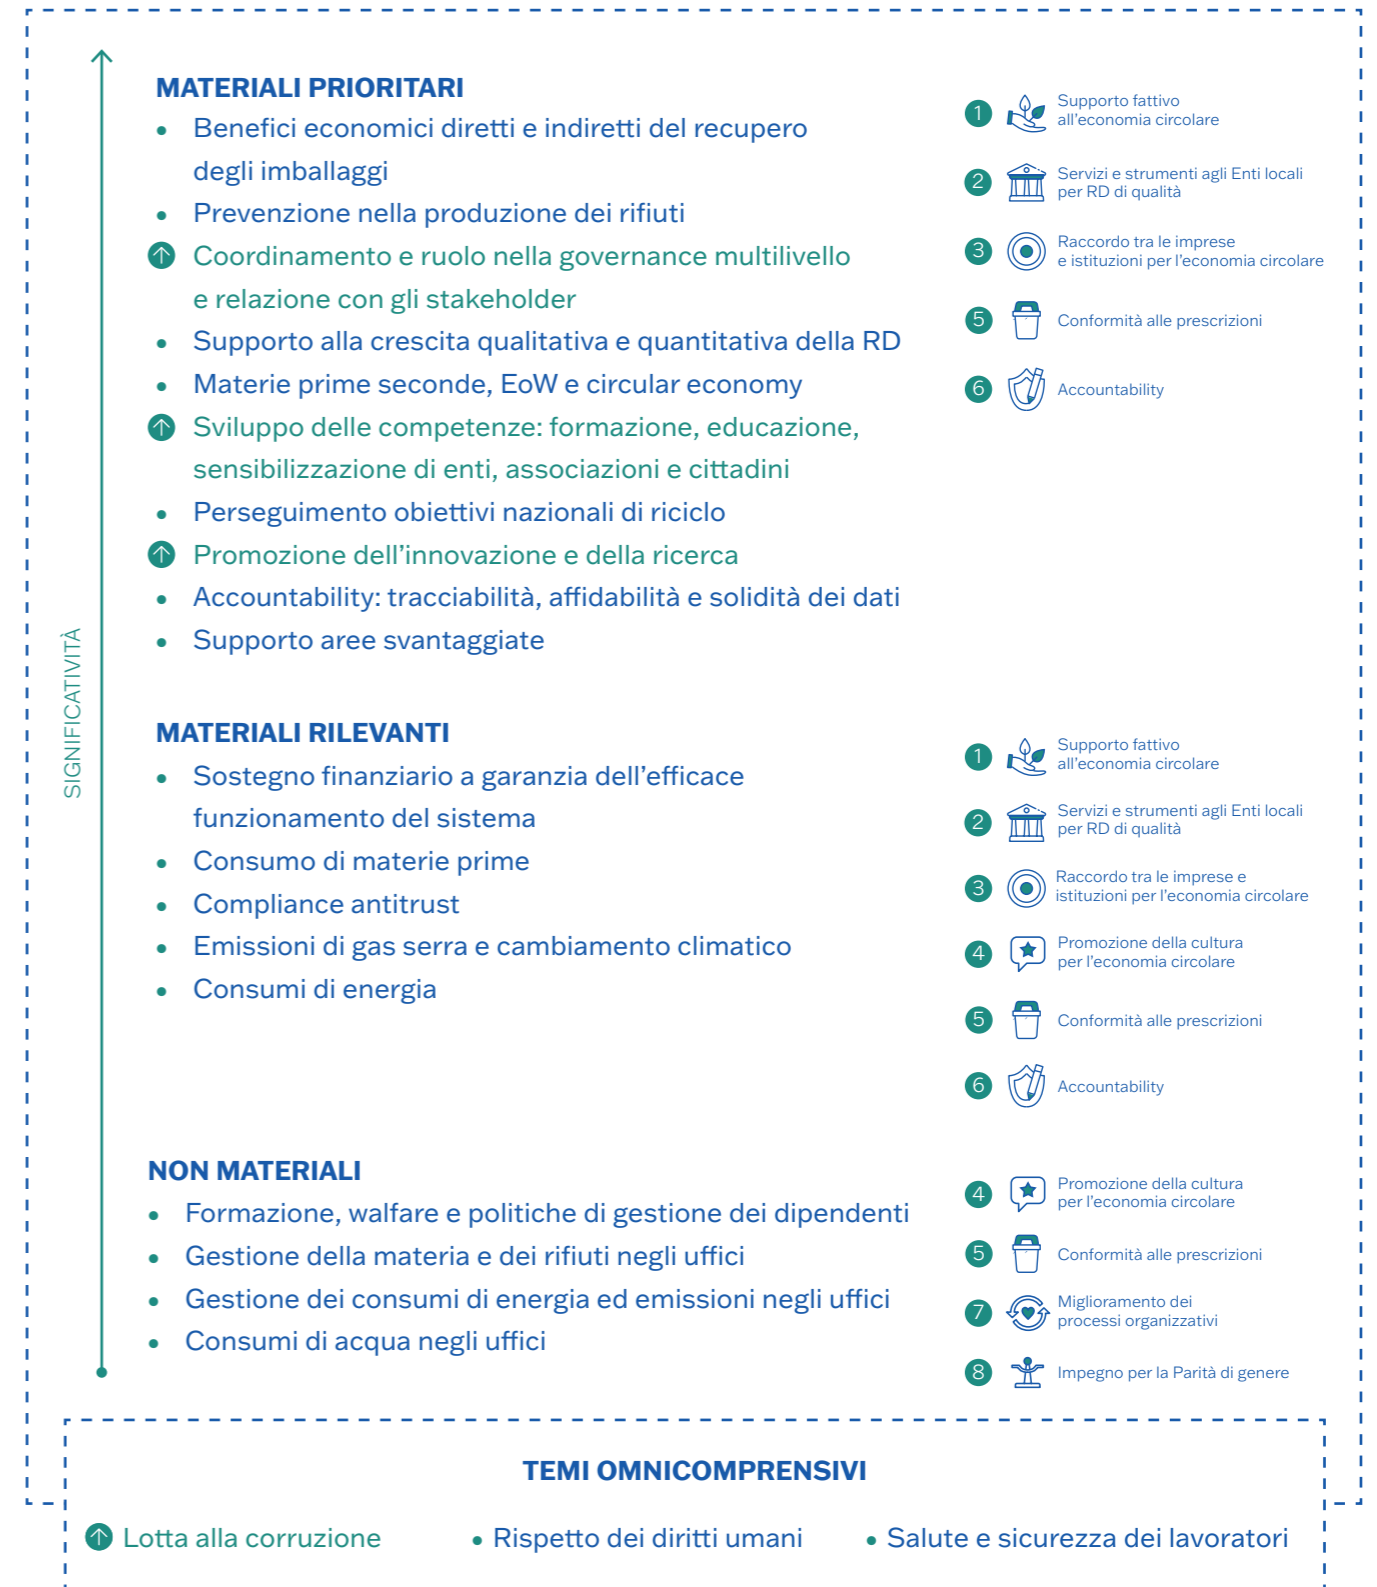 SIGNIFICATIVITÀ
MATERIALI PRIORITARI
• Benefici economici diretti e indiretti del recupero
degli imballaggi
• Prevenzione nella produzione dei rifiuti
Coordinamento e ruolo nella governance multilivello
e relazione con gli stakeholder
• Supporto alla crescita qualitativa e quantitativa della RD
• Materie prime seconde, EoW e circular economy
Sviluppo delle competenze: formazione, educazione,
sensibilizzazione di enti, associazioni e cittadini
• Perseguimento obiettivi nazionali di riciclo
Promozione dell'innovazione e della ricerca
• Accountability: tracciabilità, affidabilità e solidità dei dati
• Supporto aree svantaggiate
1 Supporto fattivo
all'economia circolare
2 Servizi e strumenti agli Enti locali
per RD di qualità
3 Raccordo tra le imprese
e istituzioni per l'economia circolare
5 Conformità alle prescrizioni
6 Accountability
MATERIALI RILEVANTI
• Sostegno finanziario a garanzia dell'efficace
funzionamento del sistema
• Consumo di materie prime
• Compliance antitrust
• Emissioni di gas serra e cambiamento climatico
• Consumi di energia
1 Supporto fattivo
all'economia circolare
2 Servizi e strumenti agli Enti locali
per RD di qualità
3 Raccordo tra le imprese e
istituzioni per l'economia circolare
4 Promozione della cultura
per l'economia circolare
5 Conformità alle prescrizioni
6 Accountability
NON MATERIALI
• Formazione, welfare e politiche di gestione dei dipendenti
• Gestione della materia e dei rifiuti negli uffici
• Gestione dei consumi di energia ed emissioni negli uffici
• Consumi di acqua negli uffici
4 Promozione della cultura
per l'economia circolare
5 Conformità alle prescrizioni
7 Miglioramento dei
processi organizzativi
8 Impegno per la Parità di genere
TEMI OMNICOMPRENSIVI
Lotta alla corruzione
• Rispetto dei diritti umani
• Salute e sicurezza dei lavoratori